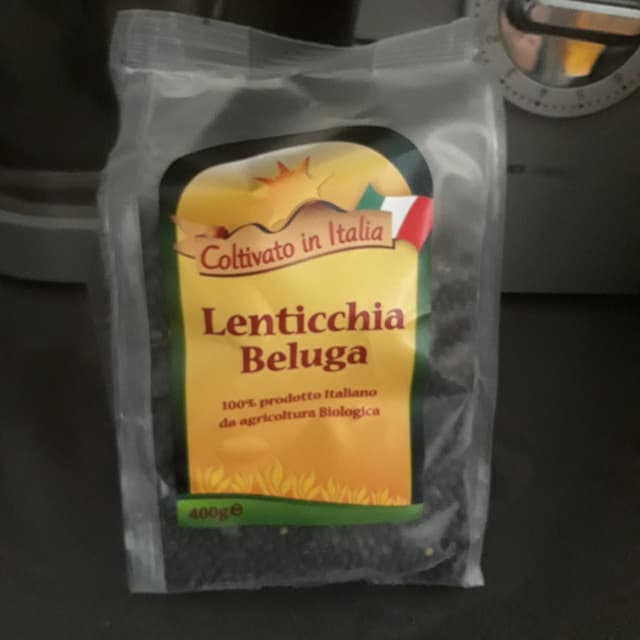 Coltivato in Italia
Lenticchia
Beluga
100% prodotto Italiano
da agricoltura Biologica
400g e